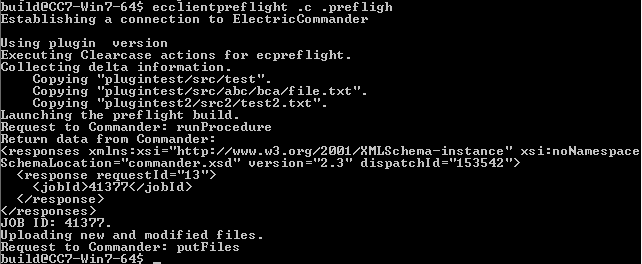 build@CC7-Win7-64$ ecclientpreflight .c .prefligh
Establishing a connection to ElectricCommander
Using plugin  version
Executing Clearcase actions for ecpreflight.
Collecting delta information.
    Copying "plugintest/src/test".
    Copying "plugintest/src/abc/bca/file.txt".
    Copying "plugintest2/src2/test2.txt".
Launching the preflight build.
Request to Commander: runProcedure
Return data from Commander:
<responses xmlns:xsi="http://www.w3.org/2001/XMLSchema-instance" xsi:noNamespace
SchemaLocation="commander.xsd" version="2.3" dispatchId="153542">
  <response requestId="13">
    <jobId>41377</jobId>
  </response>
</responses>
JOB ID: 41377.
Uploading new and modified files.
Request to Commander: putFiles
build@CC7-Win7-64$ _